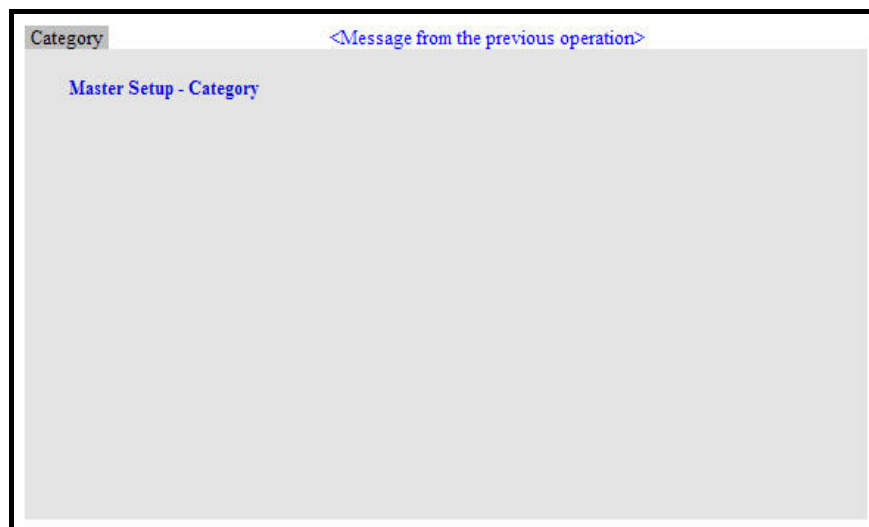 Category <Message from the previous operation>
Master Setup - Category